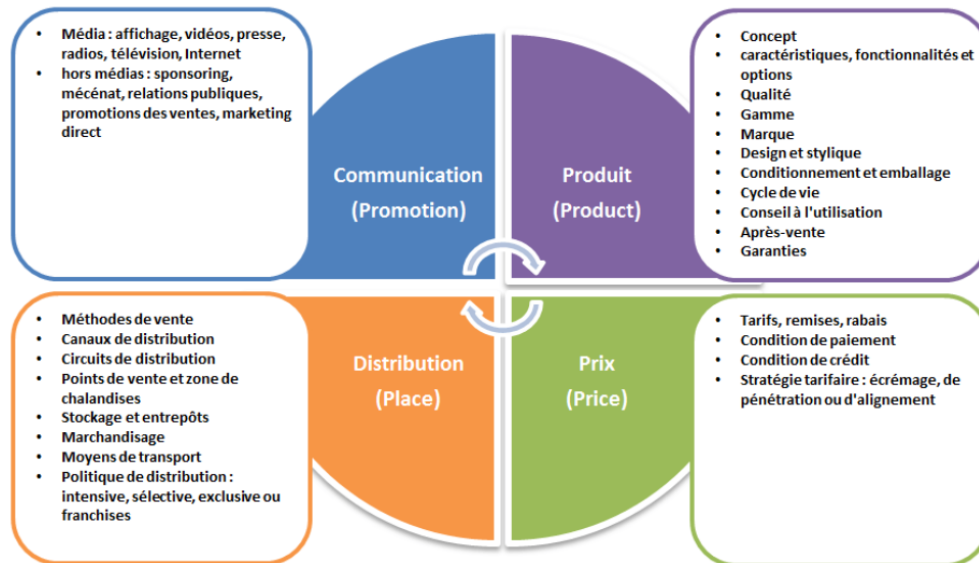 • Média : affichage, vidéos, presse,
radios, télévision, Internet
• hors médias : sponsoring,
mécénat, relations publiques,
promotions des ventes, marketing
direct
Communication
(Promotion)
Produit
(Product)
• Concept
• caractéristiques, fonctionnalités et
options
• Qualité
• Gamme
• Marque
• Design et stylique
• Conditionnement et emballage
• Cycle de vie
• Conseil à l'utilisation
• Après-vente
• Garanties
• Méthodes de vente
• Canaux de distribution
• Circuits de distribution
• Points de vente et zone de
chalandises
• Stockage et entrepôts
• Marchandisage
• Moyens de transport
• Politique de distribution :
intensive, sélective, exclusive ou
franchises
Distribution
(Place)
Prix
(Price)
• Tarifs, remises, rabais
• Condition de paiement
• Condition de crédit
• Stratégie tarifaire : écrémage, de
pénétration ou d'alignement